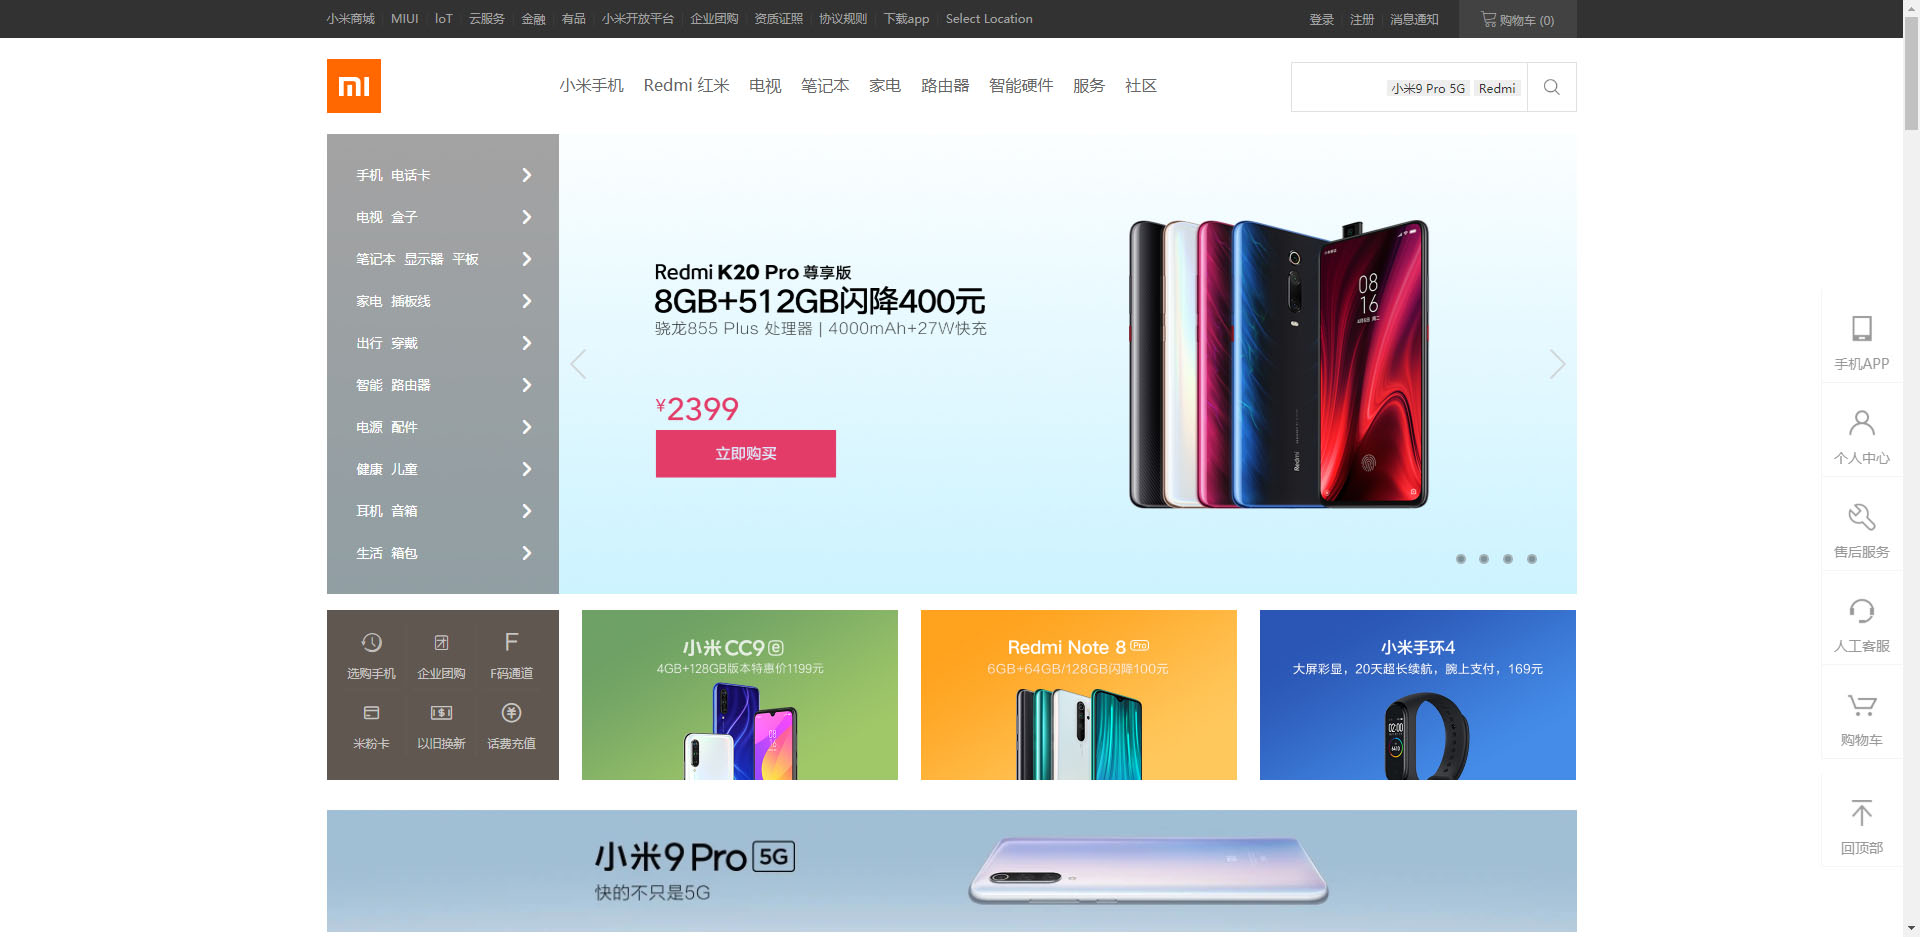 小米商城 MIUI loT 云服务 金融 有品 小米开放平台 企业团购 资质证照 协议规则 下载app Select Location 登录 注册 消息通知 购物车 (0)
小米手机 Redmi 红米 电视 笔记本 家电 路由器 智能硬件 服务 社区 小米9 Pro 5G Redmi
手机 电话卡
电视 盒子
笔记本 显示器 平板
家电 插板线
出行 穿戴
智能 路由器
电源 配件
健康 儿童
耳机 音箱
生活 箱包
Redmi K20 Pro 尊享版
8GB+512GB闪降400元
骁龙855 Plus 处理器 | 4000mAh+27W快充
¥2399
立即购买
08
16
Redmi
手机APP
个人中心
售后服务
人工客服
购物车
回顶部
选购手机 企业团购 F码通道
米粉卡 以旧换新 话费充值
小米CC9 e
4GB+128GB版本特惠价1199元
Redmi Note 8 Pro
6GB+64GB/128GB闪降100元
小米手环4
大屏彩显，20天超长续航，腕上支付，169元
02:00
小米9 Pro 5G
快的不只是5G